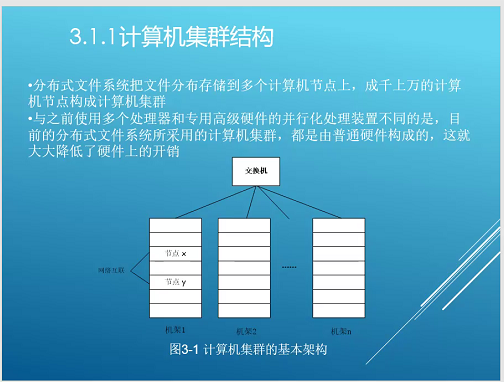 3.1.1计算机集群结构
•分布式文件系统把文件分布存储到多个计算机节点上，成千上万的计算
机节点构成计算机集群
•与之前使用多个处理器和专用高级硬件的并行化处理装置不同的是，目
前的分布式文件系统所采用的计算机集群，都是由普通硬件构成的，这就
大大降低了硬件上的开销
交换机
节点 x
网络互联
......
节点 y
机架1
机架2
机架n
图3-1 计算机集群的基本架构